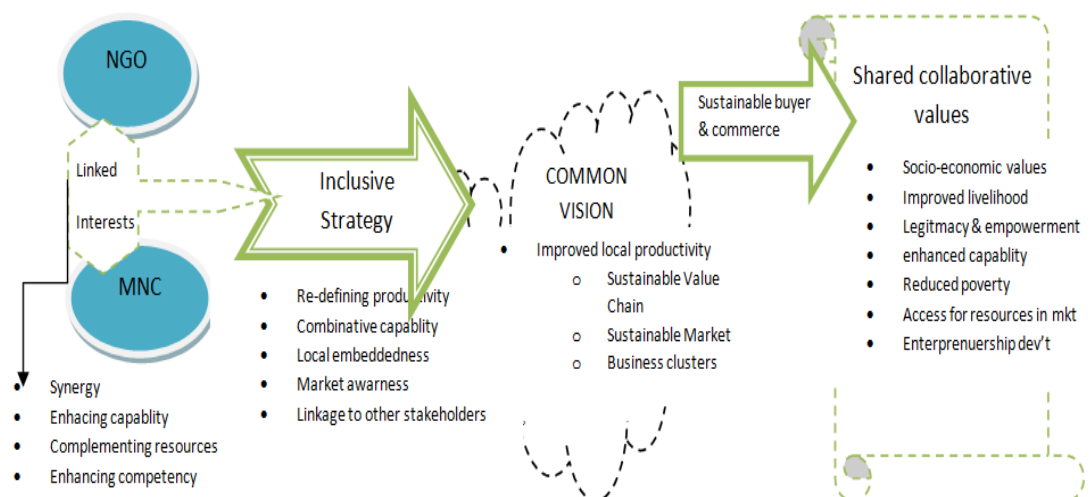 NGO
Linked
Interests
MNC
• Synergy
• Enhacing capablity
• Complementing resources
• Enhancing competency
Inclusive
Strategy
• Re-defining productivity
• Combinative capablity
• Local embeddedness
• Market awarness
• Linkage to other stakeholders
COMMON
VISION
• Improved local productivity
o Sustainable Value
Chain
o Sustainable Market
o Business clusters
Sustainable buyer
& commerce
Shared collaborative
values
• Socio-economic values
• Improved livelihood
• Legitmacy & empowerment
• enhanced capablity
• Reduced poverty
• Access for resources in mkt
• Enterprenuership dev't